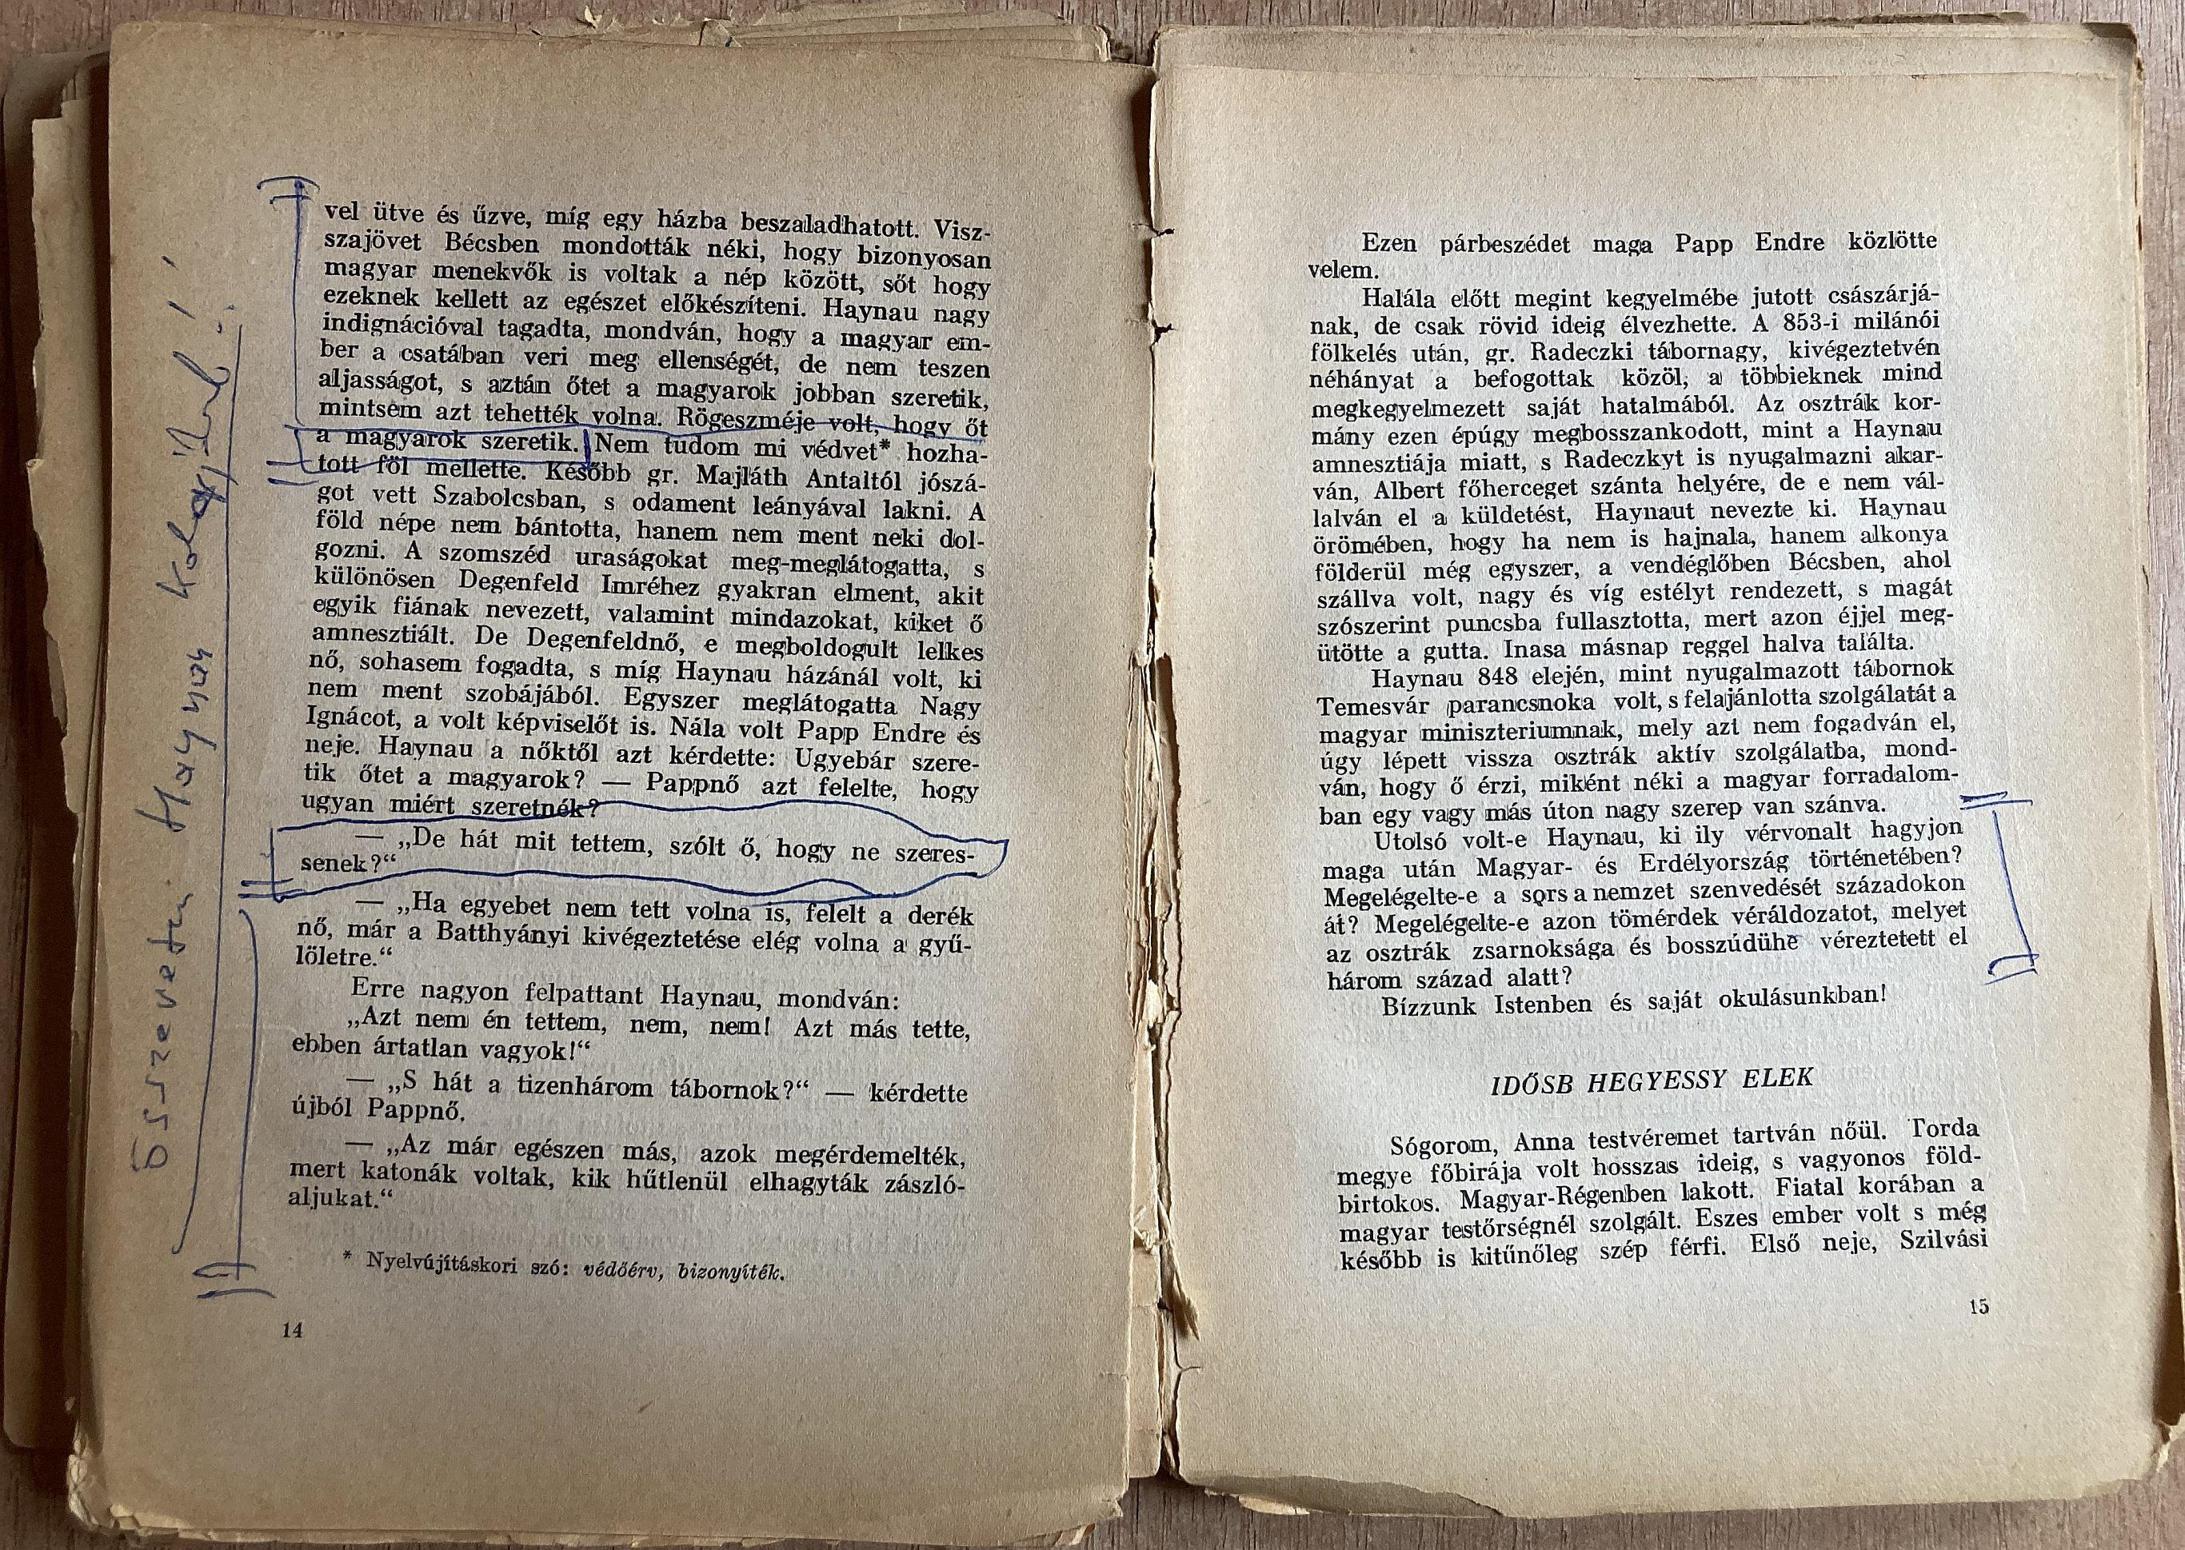 vel ütve és űzve, míg egy házba beszaladhatott. Visz-
szajövet Bécsben mondották néki, hogy bizonyosan
magyar menekvők is voltak a nép között, sőt hogy
ezeknek kellett az egészet előkészíteni. Haynau nagy
indignációval tagadta, mondván, hogy a magyar em-
ber a csatában veri meg ellenségét, de nem teszen
aljasságot, s aztán őtet a magyarok jobban szeretik,
mintsem azt tehették volna. Rögeszméje volt, hogy őt
a magyarok szeretik. Nem tudom mi védvet* hozha-
tott föl mellette. Később gr. Majláth Antaltól jószá-
got vett Szabolcsban, s odament leányával lakni. A
föld népe nem bántotta, hanem nem ment neki dol-
gozni. A szomszéd uraságokat meg-meglátogatta, s
különösen Degenfeld Imréhez gyakran elment, akit
egyik fiának nevezett, valamint mindazokat, kiket ő
amnesztiált. De Degenfeldnő, e megboldogult lelkes
nő, sohasem fogadta, s míg Haynau házánál volt, ki
nem ment szobájából. Egyszer meglátogatta Nagy
Ignácot, a volt képviselőt is. Nála volt Papp Endre és
neje. Haynau a nőktől azt kérdette: Ugyebár szere-
tik őtet a magyarok? — Pappnő azt felelte, hogy
ugyan miért szeretnék?
— „De hát mit tettem, szólt ő, hogy ne szeres-
senek?“
— „Ha egyebet nem tett volna is, felelt a derék
nő, már a Batthyányi kivégeztetése elég volna a gyű-
löletre.“
Erre nagyon felpattant Haynau, mondván:
„Azt nem én tettem, nem, nem! Azt más tette,
ebben ártatlan vagyok!“
— „S hát a tizenhárom tábornok?“ — kérdette
újból Pappnő.
— „Az már egészen más, azok megérdemelték,
mert katonák voltak, kik hűtlenül elhagyták zászló-
aljukat.“
* Nyelvújításkori szó: védőérv, bizonyíték.
14
Összevetni Haynau
Ezen párbeszédet maga Papp Endre közlötte
velem.
Halála előtt megint kegyelmébe jutott császárjá-
nak, de csak rövid ideig élvezhette. A 853-i milánói
fölkelés után, gr. Radeczki tábornagy, kivégeztetvén
néhányat a befogottak közöl, a többieknek mind
megkegyelmezett saját hatalmából. Az osztrák kor-
mány ezen épúgy megbosszankodott, mint a Haynau
amnesztiája miatt, s Radeczkyt is nyugalmazni akar-
ván, Albert főherceget szánta helyére, de e nem vál-
lalván el a küldetést, Haynaut nevezte ki. Haynau
örömében, hogy ha nem is hajnala, hanem alkonya
földerül még egyszer, a vendéglőben Bécsben, ahol
szállva volt, nagy és víg estélyt rendezett, s magát
szószerint puncsba fullasztotta, mert azon éjjel meg-
ütötte a gutta. Inasa másnap reggel halva találta.
Haynau 848 elején, mint nyugalmazott tábornok
Temesvár parancsnoka volt, s felajánlotta szolgálatát a
magyar miniszteriumnak, mely azt nem fogadván el,
úgy lépett vissza osztrák aktív szolgálatba, mond-
ván, hogy ő érzi, miként néki a magyar forradalom-
ban egy vagy más úton nagy szerep van szánva.
Utolsó volt-e Haynau, ki ily vérvonalt hagyjon
maga után Magyar- és Erdélyország történetében?
Megelégelte-e a sors a nemzet szenvedését századokon
át? Megelégelte-e azon tömérdek véráldozatot, melyet
az osztrák zsarnoksága és bosszúdühe véreztetett el
három század alatt?
Bízzunk Istenben és saját okulásunkban!
IDŐSB HEGYESSY ELEK
Sógorom, Anna testvéremet tartván nőül. Torda
megye főbirája volt hosszas ideig, s vagyonos föld-
birtokos. Magyar-Régenben lakott. Fiatal korában a
magyar testőrségnél szolgált. Eszes ember volt s még
később is kitűnőleg szép férfi. Első neje, Szilvási
15